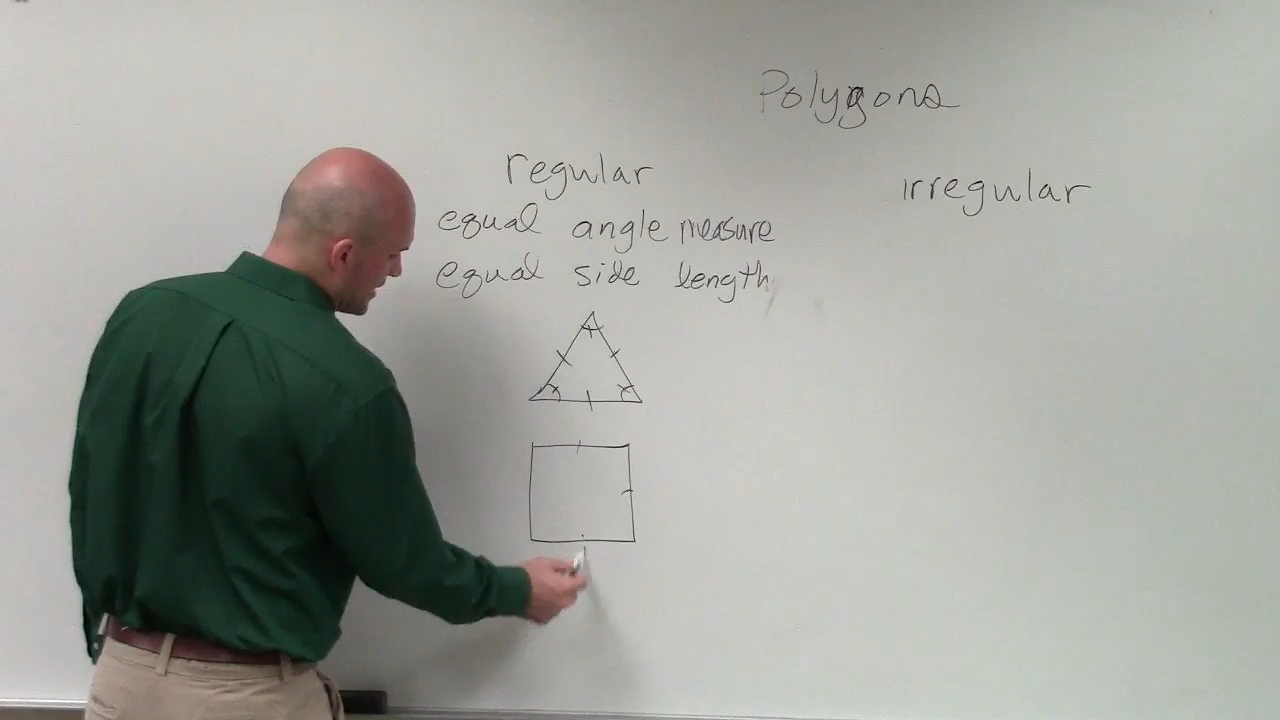 Polygons
regular
irregular
equal angle measure
equal side length